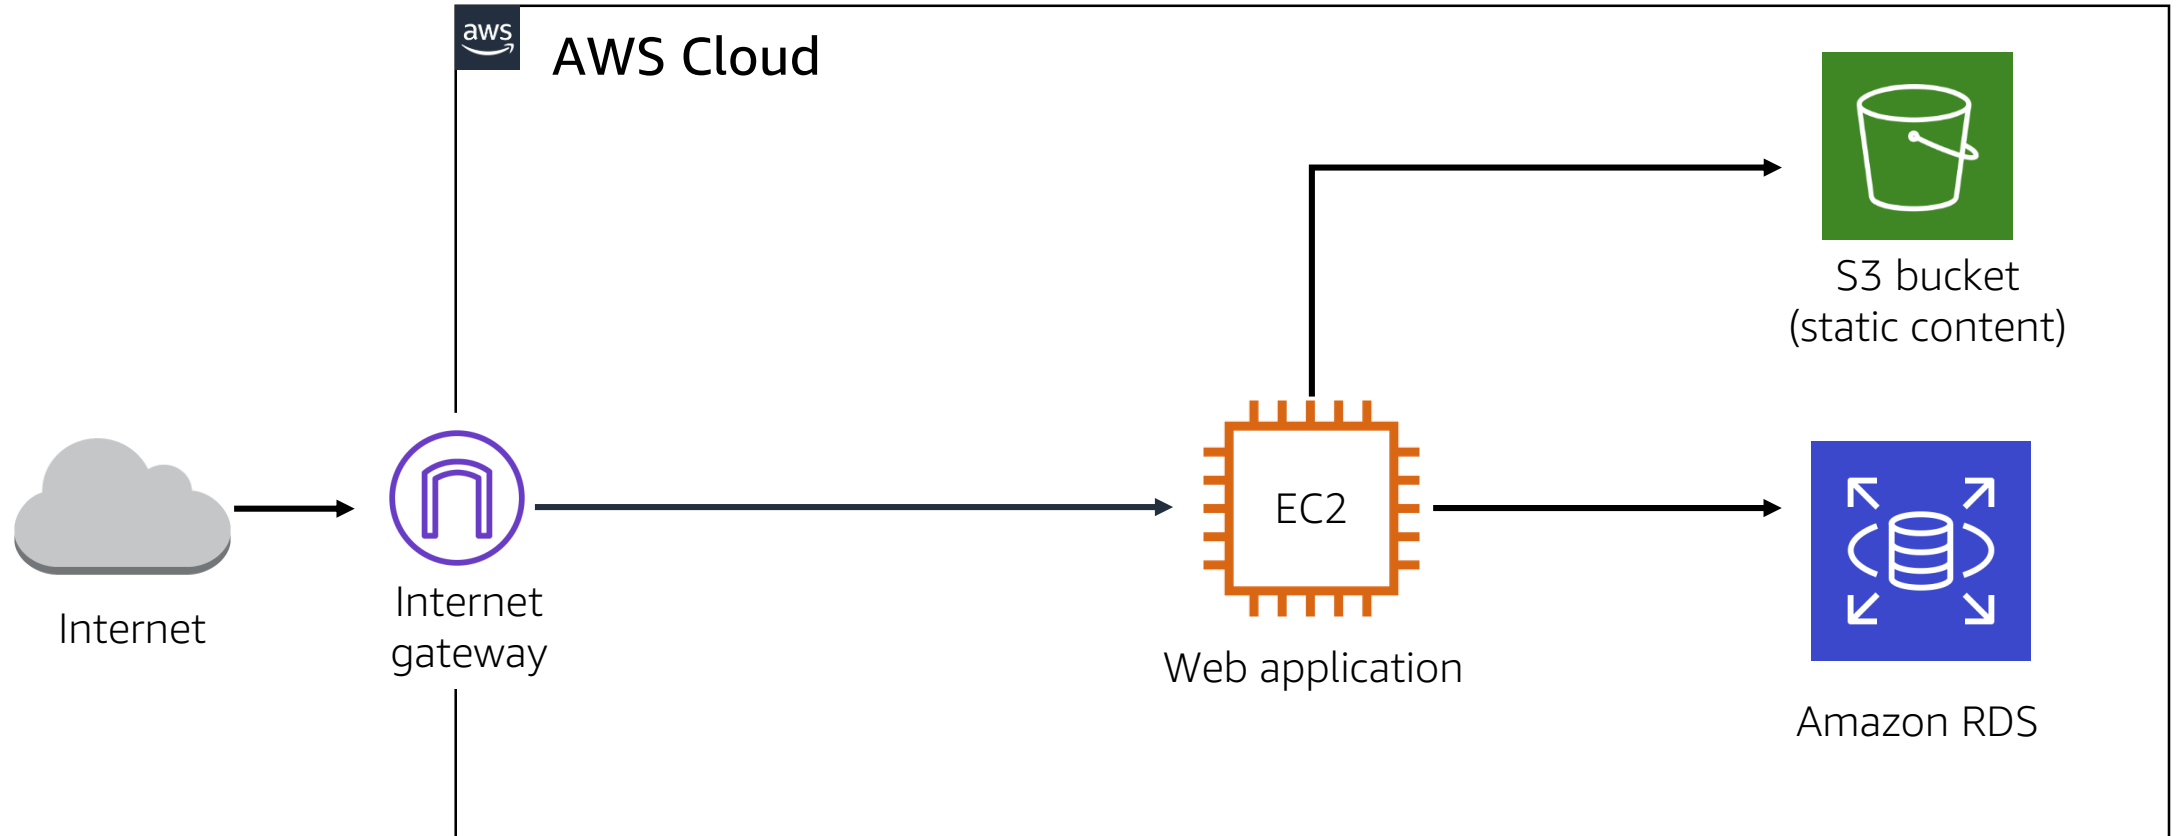 aws
AWS Cloud
S3 bucket
(static content)
EC2
Internet
Internet
gateway
Web application
Amazon RDS